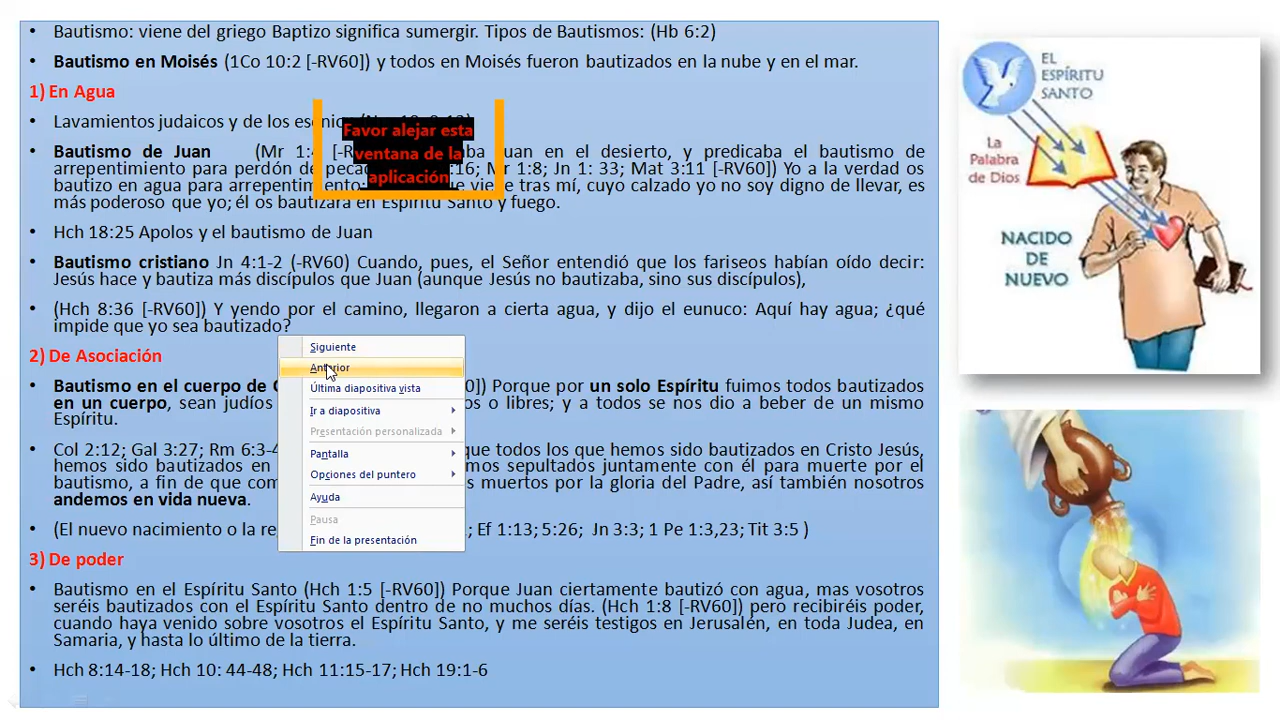 Bautismo: viene del griego Baptizo significa sumergir. Tipos de Bautismos: (Hb 6:2)
Bautismo en Moisés (1Co 10:2 [-RV60]) y todos en Moisés fueron bautizados en la nube y en el mar.
1) En Agua
Lavamientos judaicos y de los
Bautismo de Juan (Mr 1:4 Juan en el desierto, y predicaba el bautismo de
arrepentimiento para perdón de Mr 1:8; Jn 1: 33; Mat 3:11 [-RV60]) Yo a la verdad os
bautizo en agua para viene tras mí, cuyo calzado yo no soy digno de llevar, es
más poderoso que yo; él os bautizará en Espíritu Santo y fuego.
Favor alejar esta
ventana de la
aplicación
Hch 18:25 Apolos y el bautismo de Juan
Bautismo cristiano Jn 4:1-2 (-RV60) Cuando, pues, el Señor entendió que los fariseos habían oído decir:
Jesús hace y bautiza más discípulos que Juan (aunque Jesús no bautizaba, sino sus discípulos),
(Hch 8:36 [-RV60]) Y yendo por el camino, llegaron a cierta agua, y dijo el eunuco: Aquí hay agua; ¿qué
impide que yo sea bautizado?
2) De Asociación
Bautismo en el cuerpo de 0]) Porque por un solo Espíritu fuimos todos bautizados
en un cuerpo, sean judíos os o libres; y a todos se nos dio a beber de un mismo
Espíritu.
Col 2:12; Gal 3:27; Rm 6:3-4 que todos los que hemos sido bautizados en Cristo Jesús,
hemos sido bautizados en mos sepultados juntamente con él para muerte por el
bautismo, a fin de que com s muertos por la gloria del Padre, así también nosotros
andemos en vida nueva.
(El nuevo nacimiento o la re ; Ef 1:13; 5:26; Jn 3:3; 1 Pe 1:3,23; Tit 3:5 )
3) De poder
Bautismo en el Espíritu Santo (Hch 1:5 [-RV60]) Porque Juan ciertamente bautizó con agua, mas vosotros
seréis bautizados con el Espíritu Santo dentro de no muchos días. (Hch 1:8 [-RV60]) pero recibiréis poder,
cuando haya venido sobre vosotros el Espíritu Santo, y me seréis testigos en Jerusalén, en toda Judea, en
Samaria, y hasta lo último de la tierra.
Hch 8:14-18; Hch 10: 44-48; Hch 11:15-17; Hch 19:1-6
Siguiente
Anterior
Última diapositiva vista
Ir a diapositiva
Presentación personalizada
Pantalla
Opciones del puntero
Ayuda
Pausa
Fin de la presentación
EL
ESPÍRITU
SANTO
La
Palabra
de Dios
NACIDO
DE
NUEVO